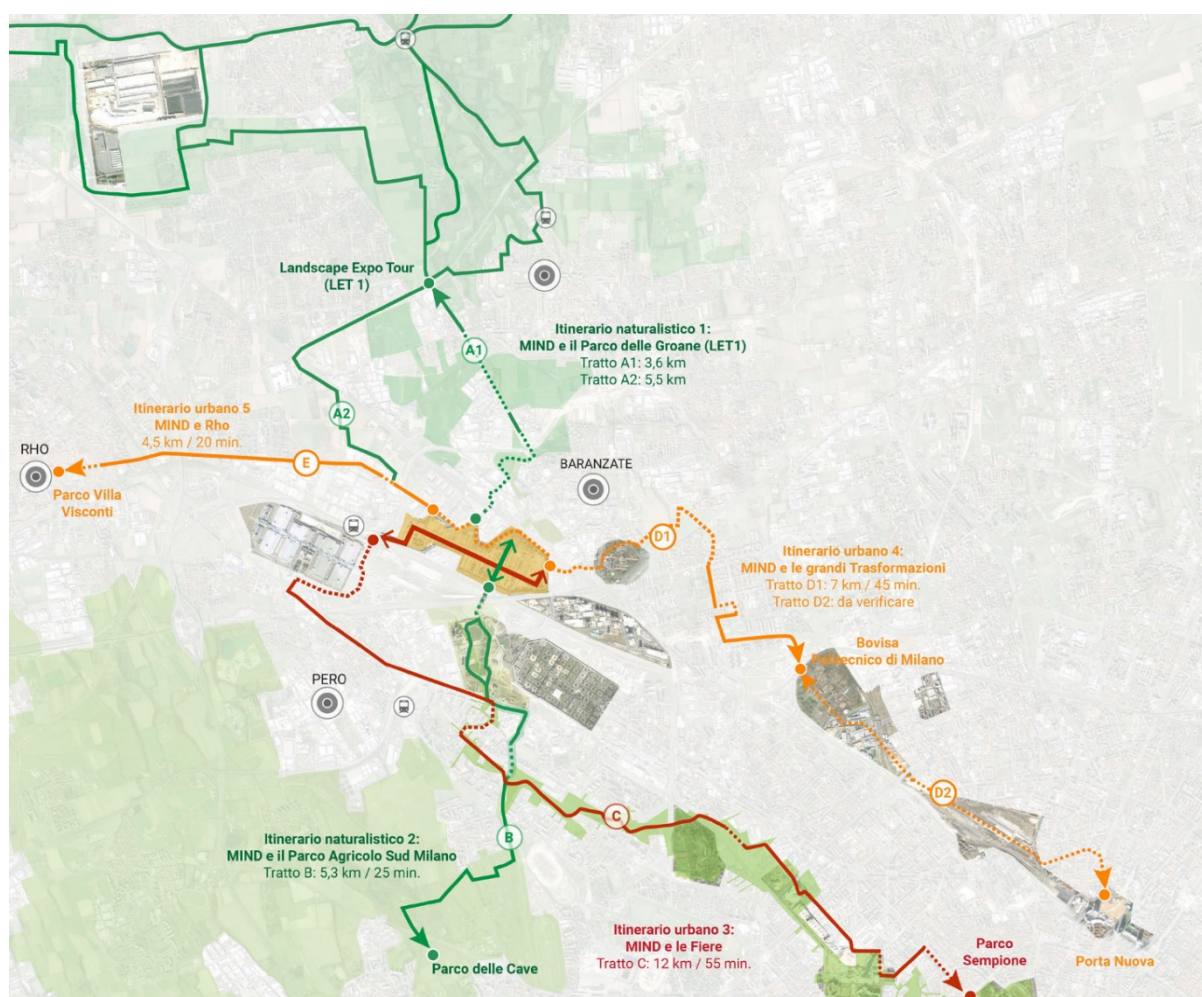 Landscape Expo Tour
(LET 1)
A1
Itinerario naturalistico 1:
MIND e il Parco delle Groane (LET1)
Tratto A1: 3,6 km
Tratto A2: 5,5 km
A2
Itinerario urbano 5
MIND e Rho
4,5 km / 20 min.
RHO
E
Parco Villa
Visconti
BARANZATE
D1
Itinerario urbano 4:
MIND e le grandi Trasformazioni
Tratto D1: 7 km / 45 min.
Tratto D2: da verificare
Bovisa
Politecnico di Milano
PERO
D2
C
B
Itinerario naturalistico 2:
MIND e il Parco Agricolo Sud Milano
Tratto B: 5,3 km / 25 min.
Parco delle Cave
Itinerario urbano 3:
MIND e le Fiere
Tratto C: 12 km / 55 min.
Parco
Sempione
Porta Nuova